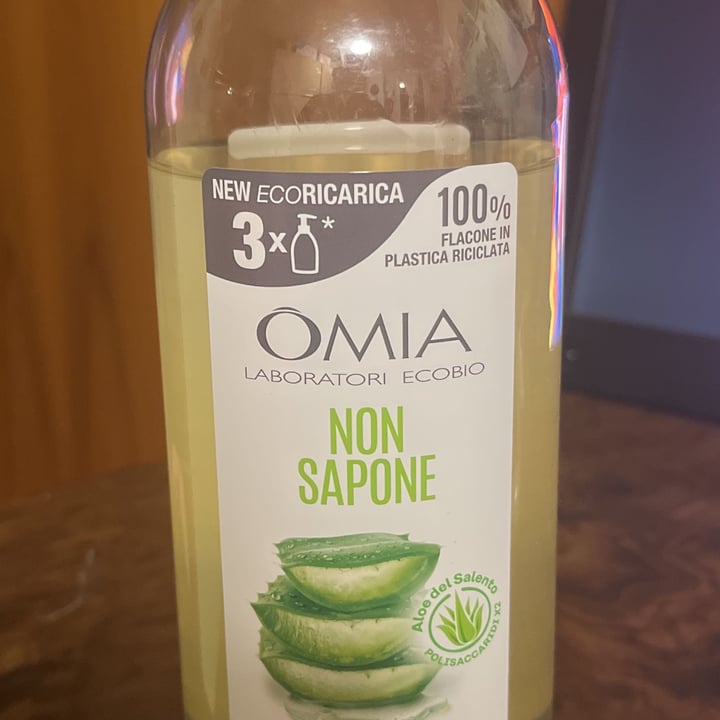 NEW ECORICARICA
3x*
100%
FLACONE IN
PLASTICA RICICLATA
ÔMIA
LABORATORI ECOBIO
NON
SAPONE
Aloe del Salento
POLISACCARIDI X2